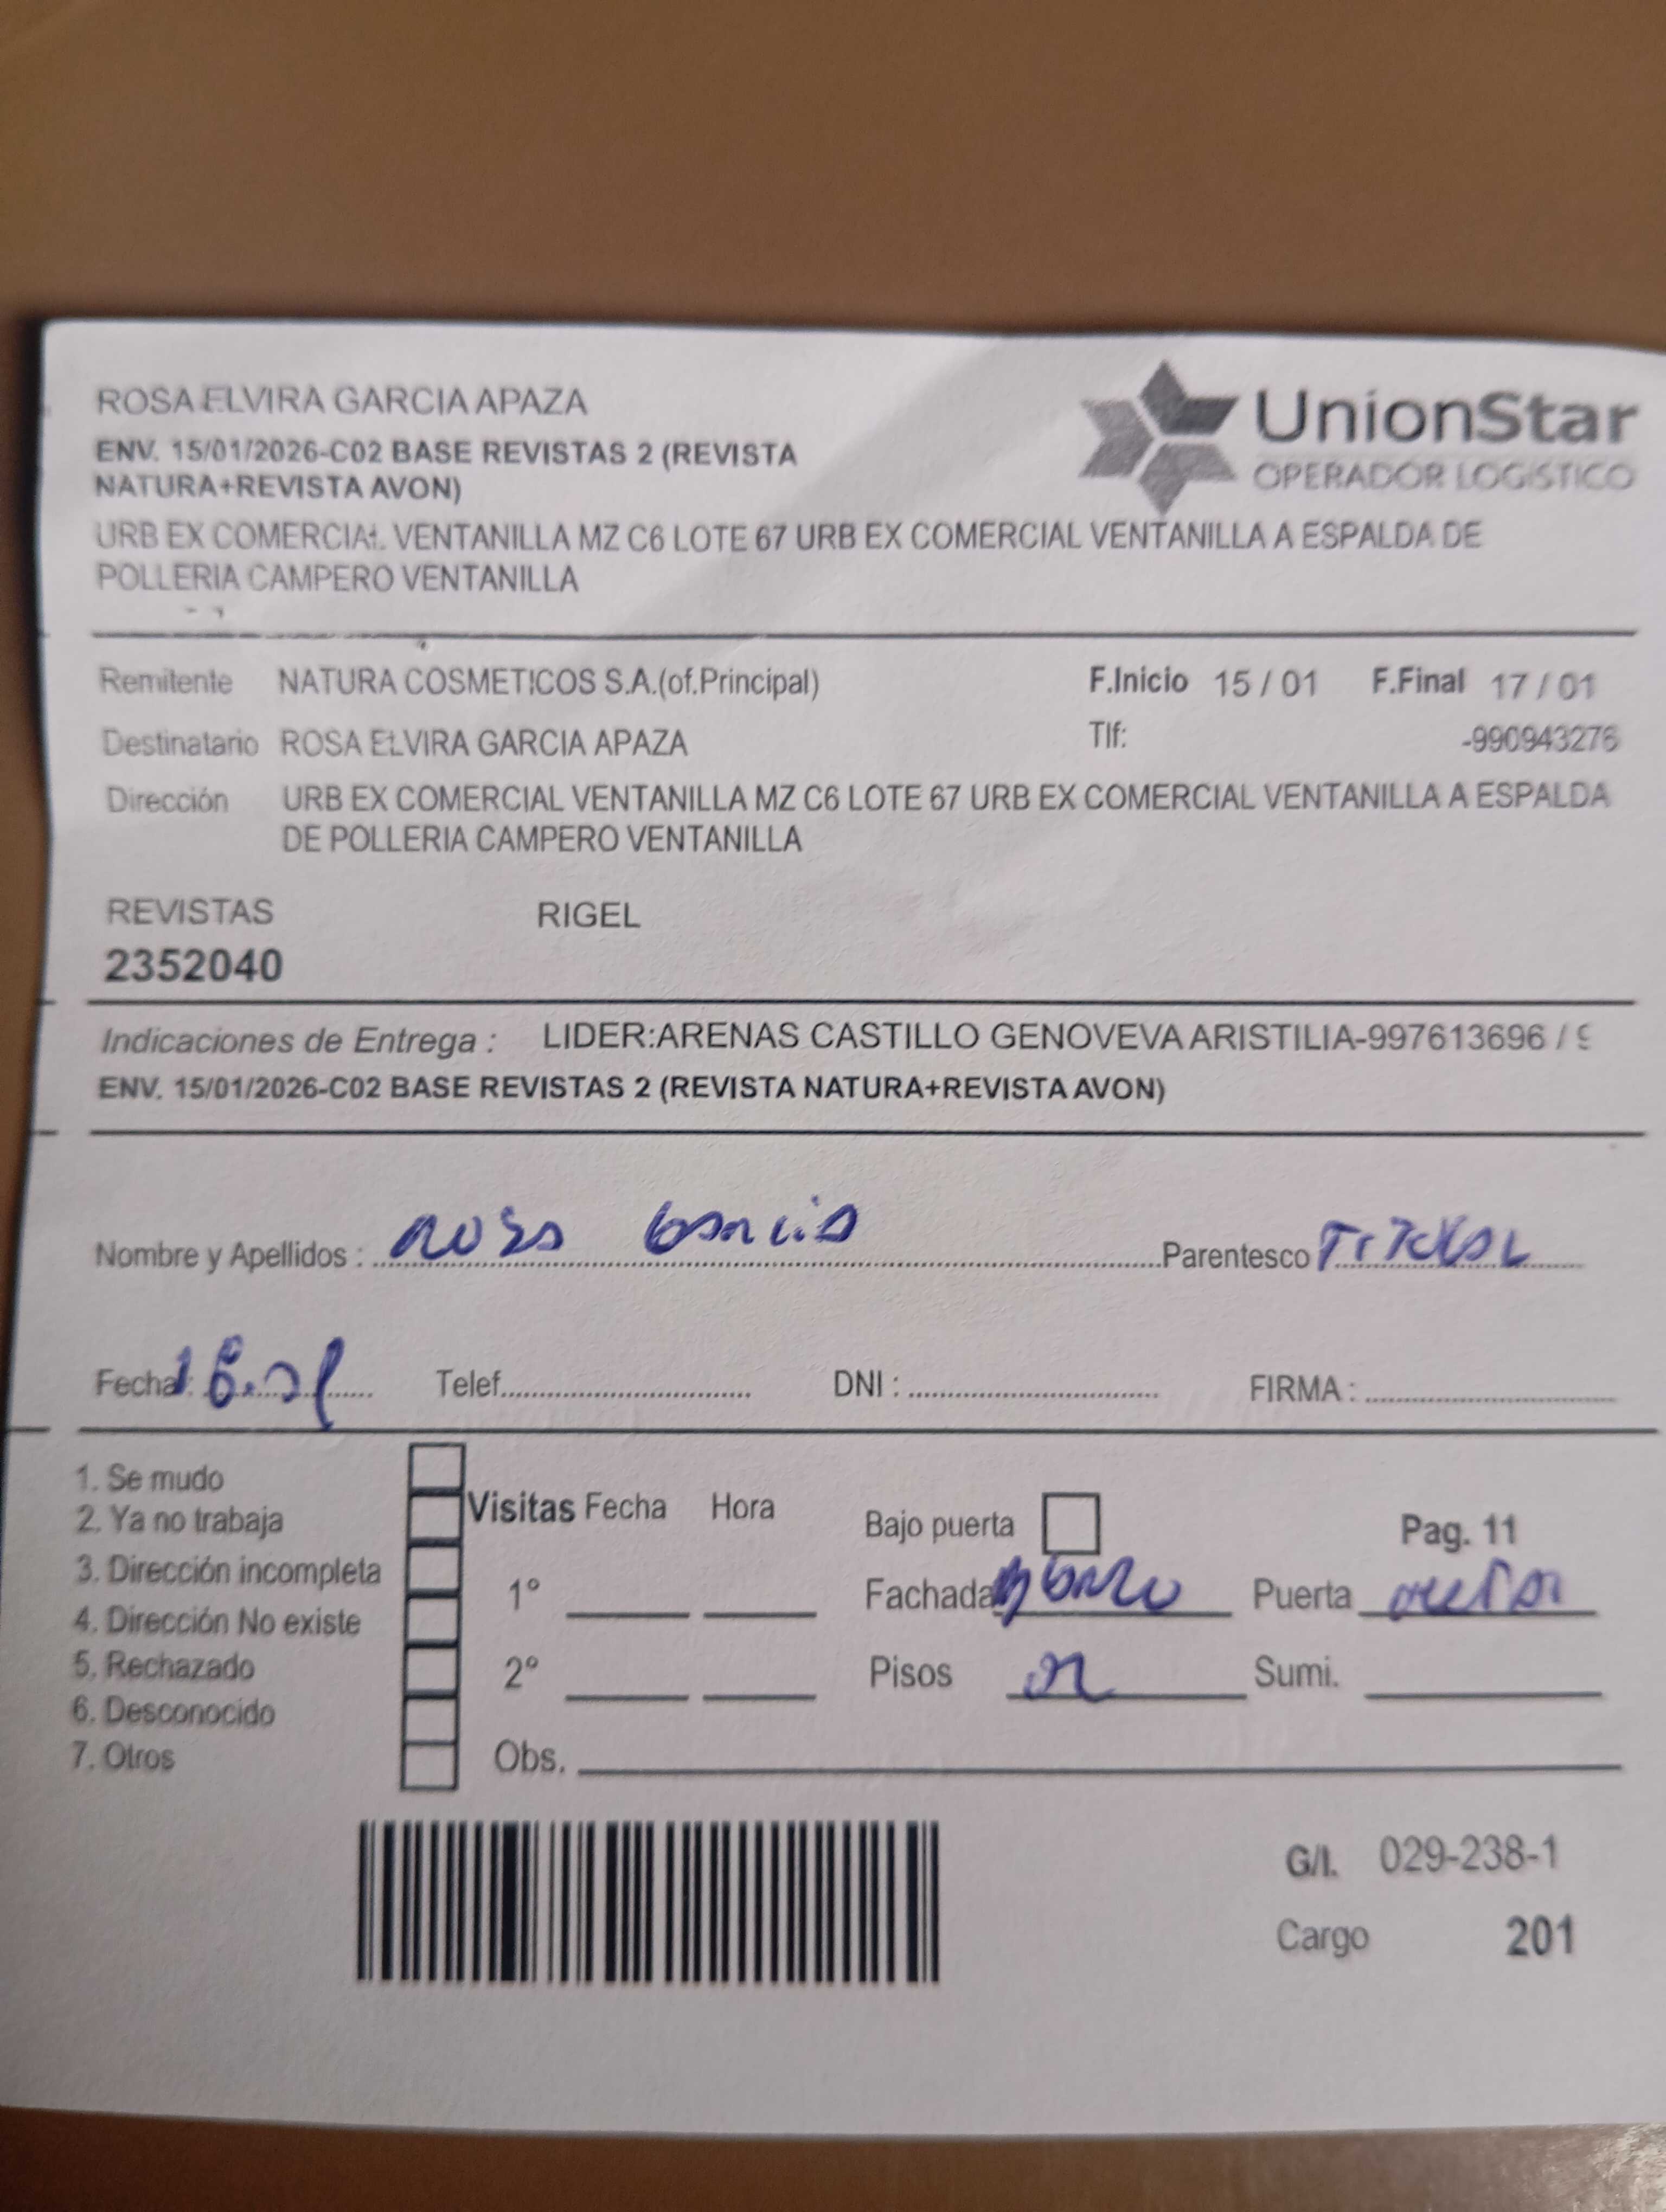 ROSA ELVIRA GARCIA APAZA
ENV. 15/01/2026-C02 BASE REVISTAS 2 (REVISTA
NATURA+REVISTA AVON)
UnionStar
OPERADOR LOGISTICO
URB EX COMERCIAL VENTANILLA MZ C6 LOTE 67 URB EX COMERCIAL VENTANILLA A ESPALDA DE
POLLERIA CAMPERO VENTANILLA
Remitente NATURA COSMETICOS S.A.(of.Principal) F.Inicio 15 / 01 F.Final 17 / 01
Destinatario ROSA ELVIRA GARCIA APAZA Tlf: -990943276
Dirección URB EX COMERCIAL VENTANILLA MZ C6 LOTE 67 URB EX COMERCIAL VENTANILLA A ESPALDA
DE POLLERIA CAMPERO VENTANILLA
REVISTAS RIGEL
2352040
Indicaciones de Entrega : LIDER:ARENAS CASTILLO GENOVEVA ARISTILIA-997613696 / 9
ENV. 15/01/2026-C02 BASE REVISTAS 2 (REVISTA NATURA+REVISTA AVON)
Nombre y Apellidos : Rosa Garcia Parentesco Titular
Fecha: 16.01 Telef. DNI : FIRMA :
1. Se mudo
2. Ya no trabaja
3. Dirección incompleta
4. Dirección No existe
5. Rechazado
6. Desconocido
7. Otros
Visitas Fecha Hora
1°
2°
Obs.
Bajo puerta Pag. 11
Fachada Puerta
Pisos Sumi.
G/I. 029-238-1
Cargo 201